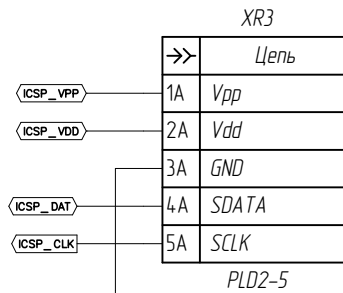 XR3
Цепь
ICSP_VPP 1A Vpp
ICSP_VDD 2A Vdd
3A GND
ICSP_DAT 4A SDATA
ICSP_CLK 5A SCLK
PLD2-5